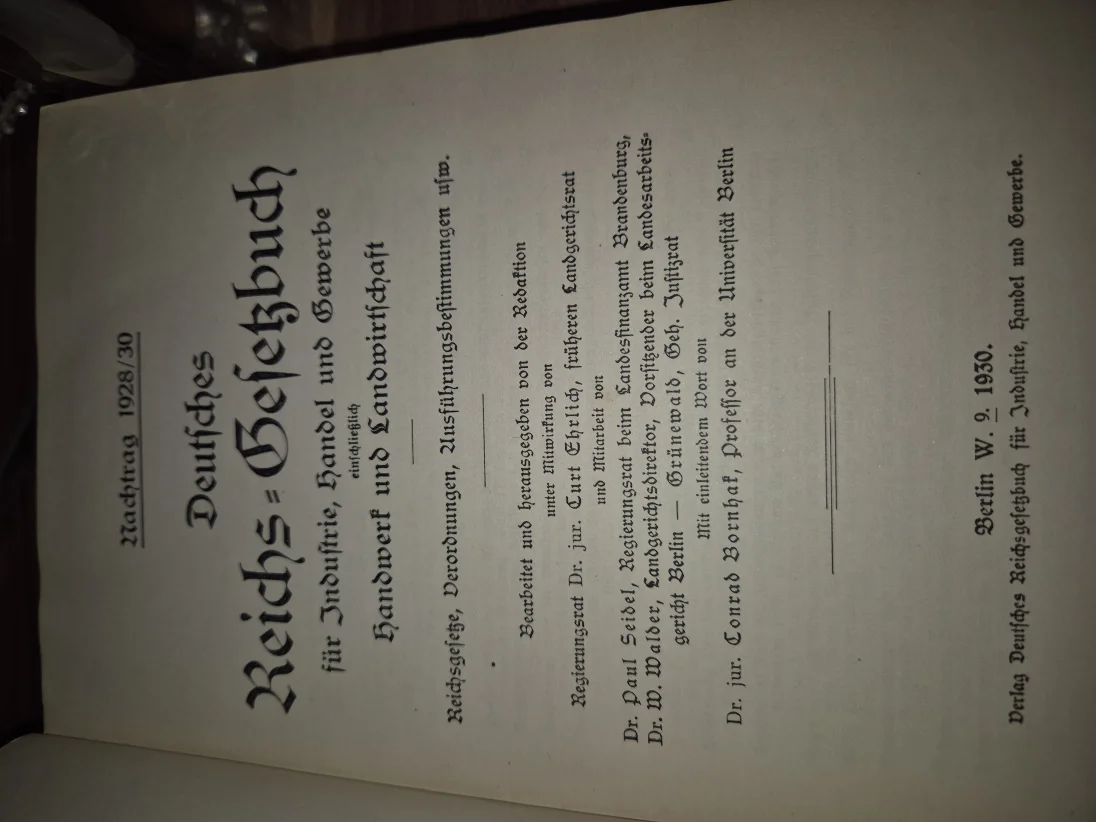 Nachtrag 1928/30
Deutsches
Reichs=Gesetzbuch
für Industrie, Handel und Gewerbe
einschließlich
Handwerk und Landwirtschaft
Reichsgesetze, Verordnungen, Ausführungsbestimmungen usw.
Bearbeitet und herausgegeben von der Redaktion
unter Mitwirkung von
Regierungsrat Dr. jur. Curt Ehrlich, früheren Landgerichtsrat
und Mitarbeit von
Dr. Paul Seidel, Regierungsrat beim Landesfinanzamt Brandenburg,
Dr. W. Walder, Landgerichtsdirektor, Vorsitzender beim Landesarbeits=
gericht Berlin — Grünewald, Geh. Justizrat
Mit einleitendem Wort von
Dr. jur. Conrad Bornhak, Professor an der Universität Berlin
Berlin W. 9. 1930.
Verlag Deutsches Reichsgesetzbuch für Industrie, Handel und Gewerbe.